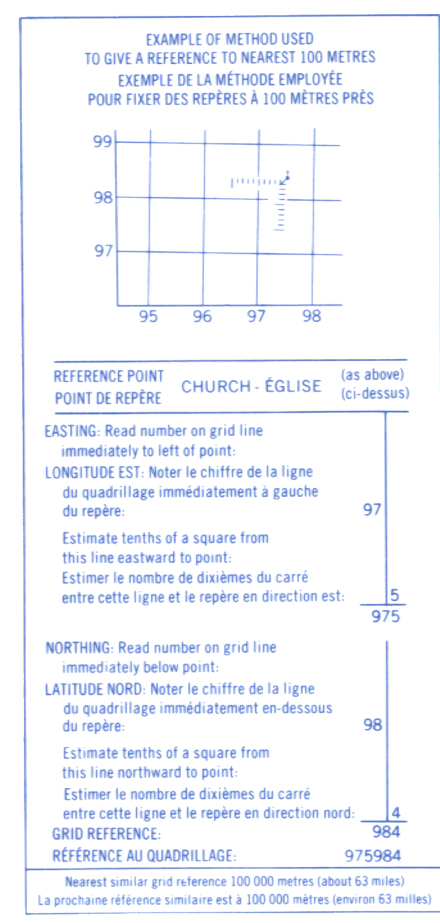 EXAMPLE OF METHOD USED
TO GIVE A REFERENCE TO NEAREST 100 METRES
EXEMPLE DE LA MÉTHODE EMPLOYÉE
POUR FIXER DES REPÈRES À 100 MÈTRES PRÈS
99
98
97
95 96 97 98
REFERENCE POINT
POINT DE REPÈRE
CHURCH - ÉGLISE
(as above)
(ci-dessus)
EASTING: Read number on grid line
immediately to left of point:
LONGITUDE EST: Noter le chiffre de la ligne
du quadrillage immédiatement à gauche
du repère: 97
Estimate tenths of a square from
this line eastward to point:
Estimer le nombre de dixièmes du carré
entre cette ligne et le repère en direction est: 5
975
NORTHING: Read number on grid line
immediately below point:
LATITUDE NORD: Noter le chiffre de la ligne
du quadrillage immédiatement en-dessous
du repère: 98
Estimate tenths of a square from
this line northward to point:
Estimer le nombre de dixièmes du carré
entre cette ligne et le repère en direction nord: 4
GRID REFERENCE: 984
RÉFÉRENCE AU QUADRILLAGE: 975984
Nearest similar grid reference 100 000 metres (about 63 miles)
La prochaine référence similaire est à 100 000 mètres (environ 63 milles)